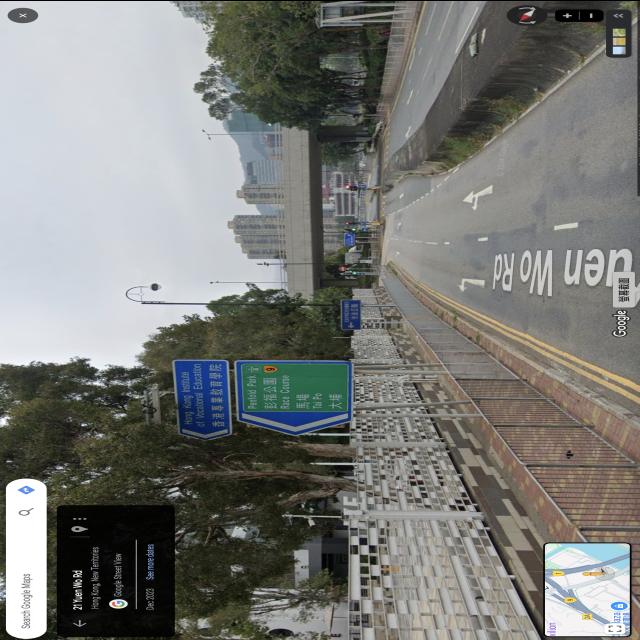 Search Google Maps
21 Yuen Wo Rd
Hong Kong, New Territories
Google Street View
Dec 2023
See more dates
Hong Kong Institute
of Vocational Education
香港專業教育學院
Penfold Park
彭福公園
Race Course
馬場
Tai Po
大埔
9
uen Wo Rd
Google